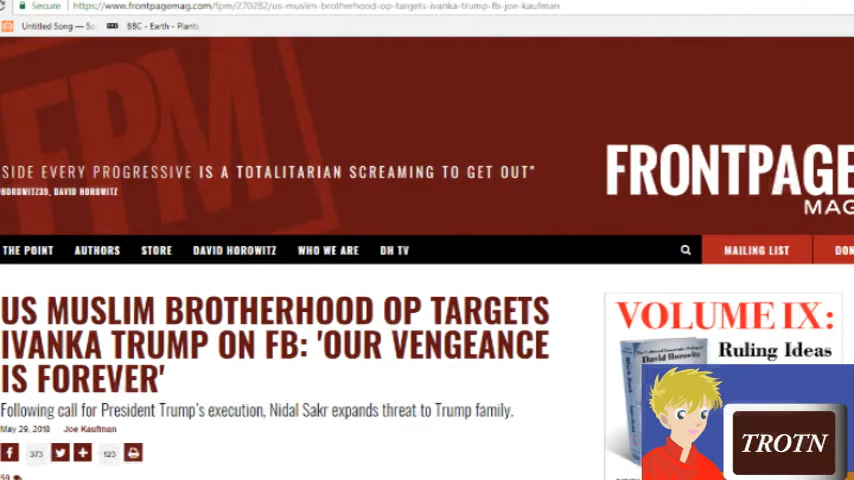 Secure
https://www.frontpagemag.com/fpm/270282/us-muslim-brotherhood-op-targets-ivanka-trump-fb-joe-kaufman
Untitled Song — So
BBC - Earth - Plants
FPM
SIDE EVERY PROGRESSIVE IS A TOTALITARIAN SCREAMING TO GET OUT"
HOROWITZ39, DAVID HOROWITZ
FRONTPAGE
MAG
THE POINT AUTHORS STORE DAVID HOROWITZ WHO WE ARE DH TV MAILING LIST DON
US MUSLIM BROTHERHOOD OP TARGETS
IVANKA TRUMP ON FB: 'OUR VENGEANCE
IS FOREVER'
Following call for President Trump's execution, Nidal Sakr expands threat to Trump family.
May 29, 2018 Joe Kaufman
373 123
59
VOLUME IX:
Ruling Ideas
David Horowitz
TROTN